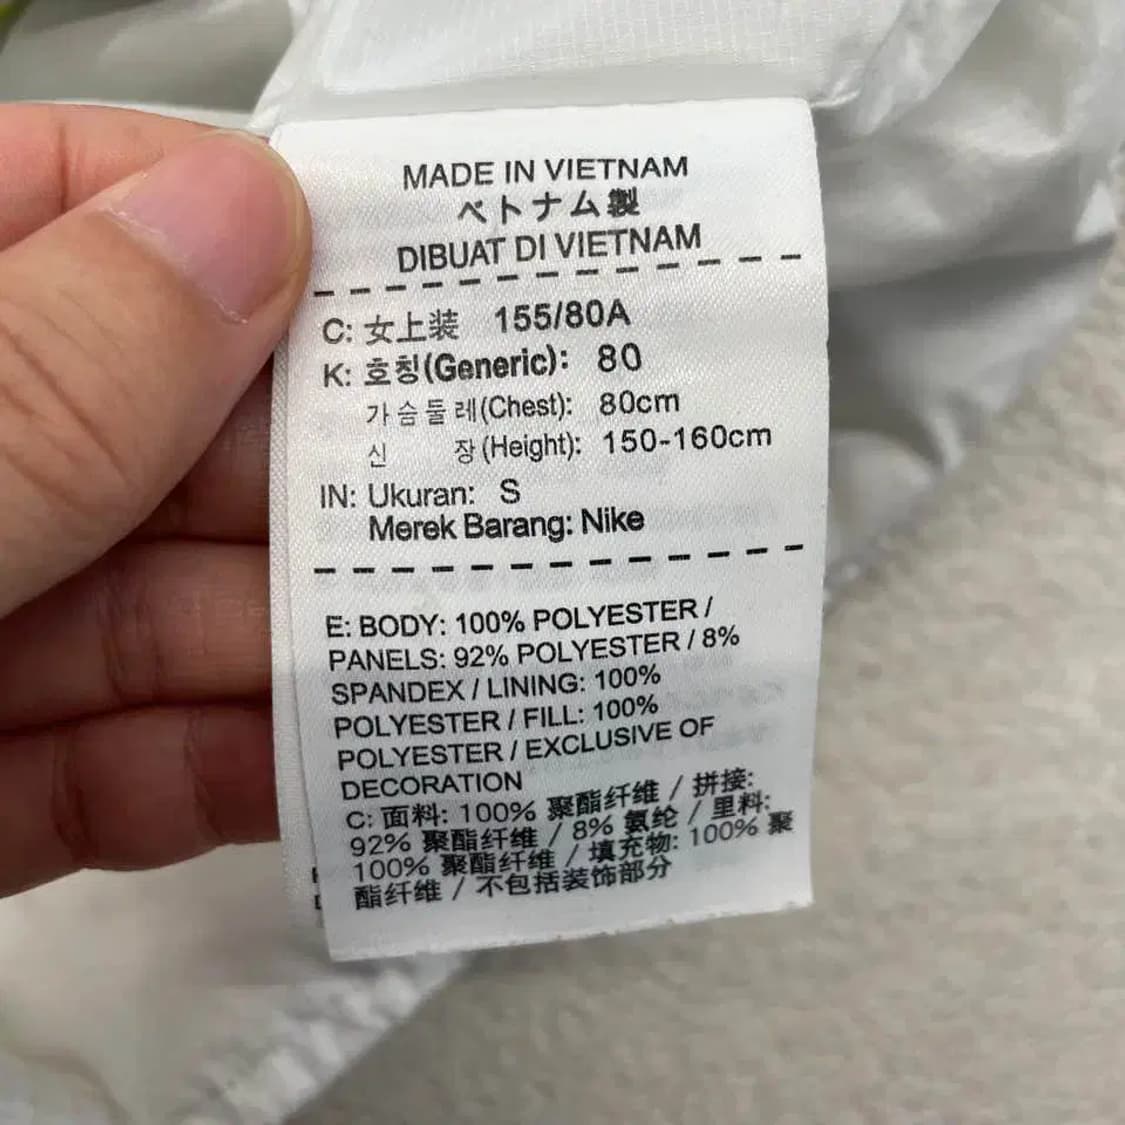 MADE IN VIETNAM
ベトナム製
DIBUAT DI VIETNAM
C: 女上装 155/80A
K: 호칭(Generic): 80
가슴둘레(Chest): 80cm
신 장(Height): 150-160cm
IN: Ukuran: S
Merek Barang: Nike
E: BODY: 100% POLYESTER /
PANELS: 92% POLYESTER / 8%
SPANDEX / LINING: 100%
POLYESTER / FILL: 100%
POLYESTER / EXCLUSIVE OF
DECORATION
C: 面料: 100% 聚酯纤维 / 拼接:
92% 聚酯纤维 / 8% 氨纶 / 里料:
100% 聚酯纤维 / 填充物: 100% 聚
酯纤维 / 不包括装饰部分